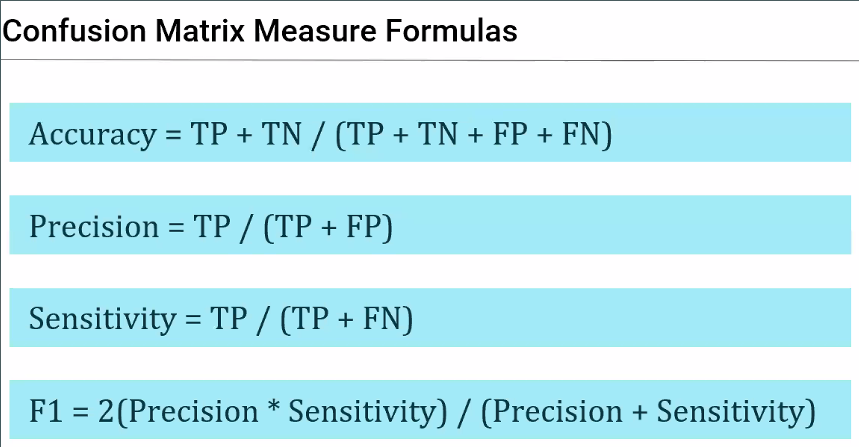 Confusion Matrix Measure Formulas
Accuracy = TP + TN / (TP + TN + FP + FN)
Precision = TP / (TP + FP)
Sensitivity = TP / (TP + FN)
F1 = 2(Precision * Sensitivity) / (Precision + Sensitivity)